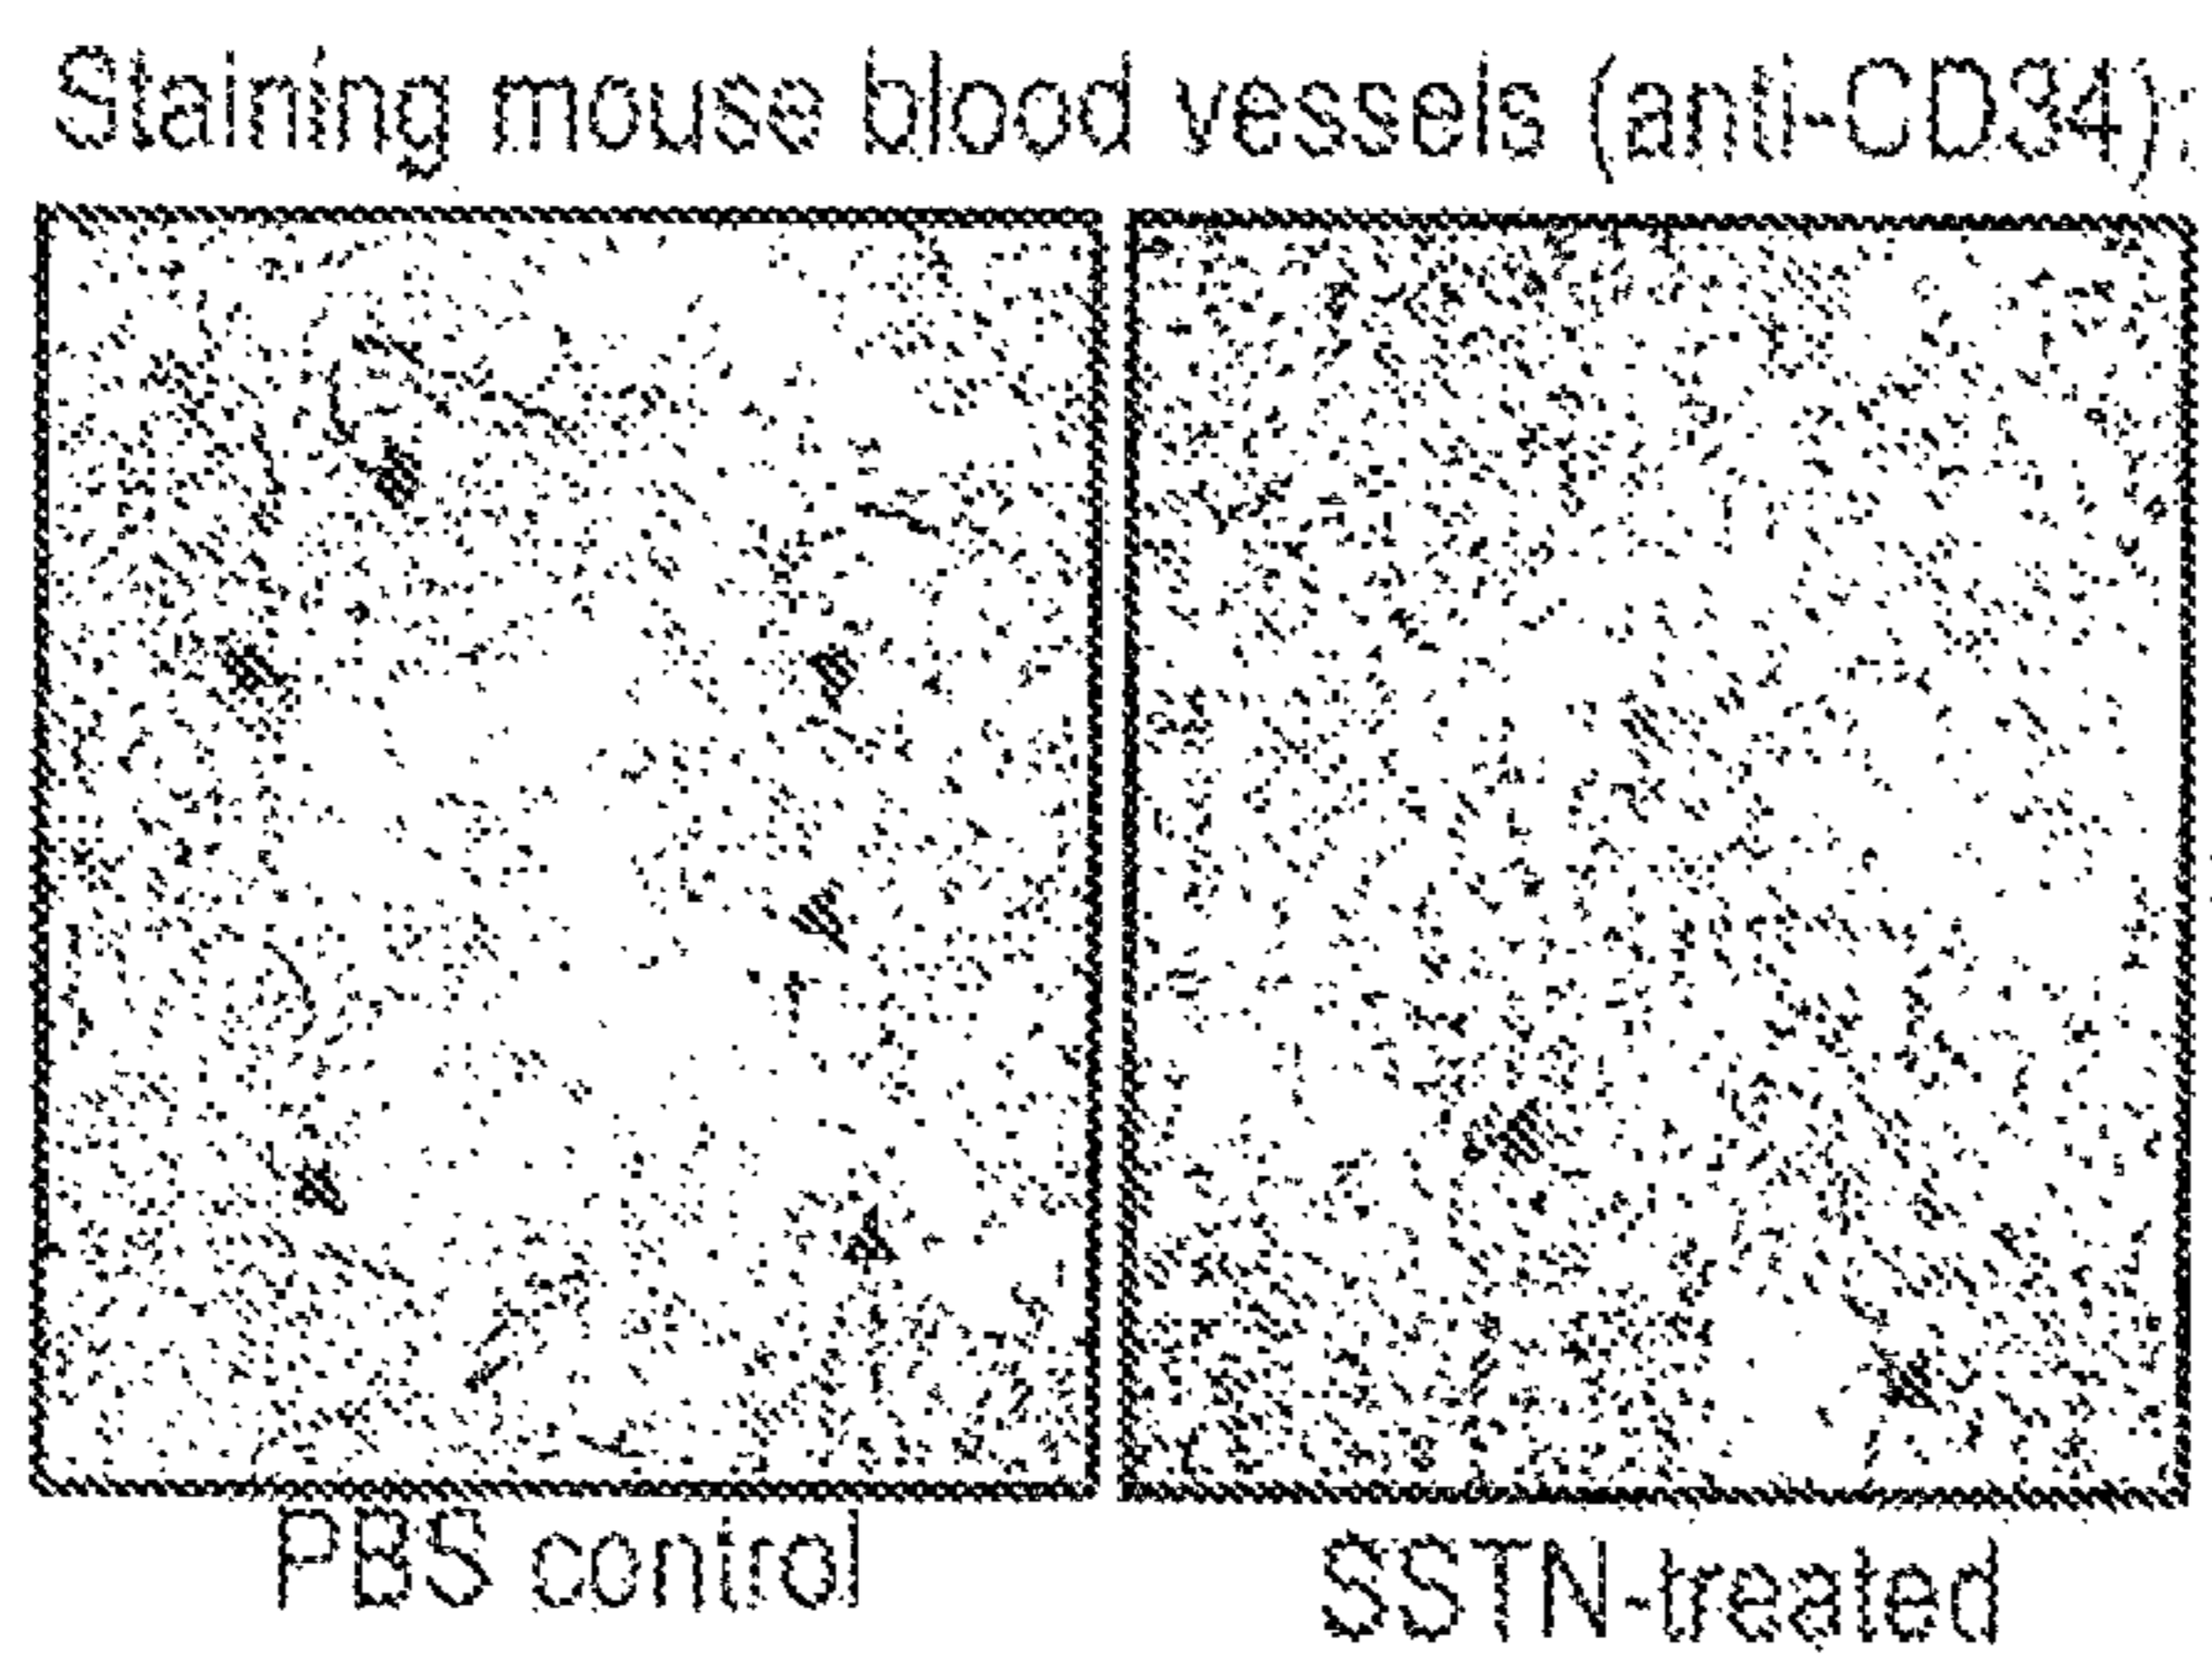 Staining mouse blood vessels (anti-CD34):
PBS control
SSTN-treated